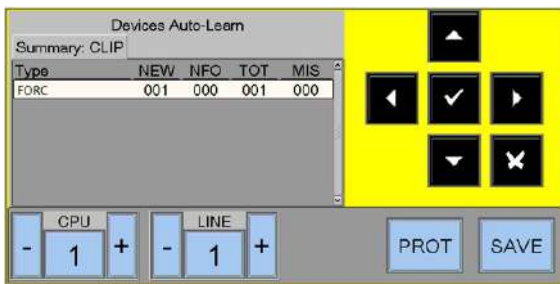 Devices Auto-Learn
Summary: CLIP
Type NEW NFO TOT MIS
FORC 001 000 001 000
CPU LINE
- 1 + - 1 + PROT SAVE